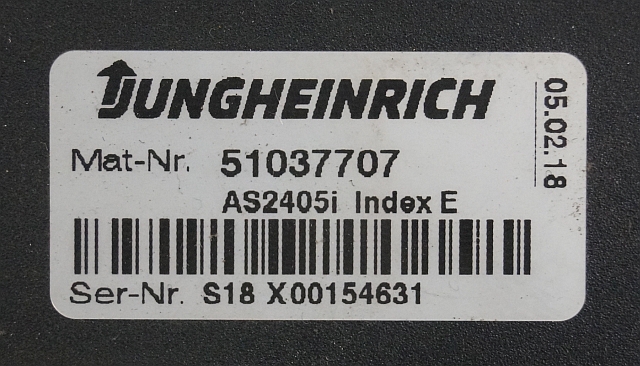 JUNGHEINRICH
Mat-Nr. 51037707
AS2405i Index E
Ser-Nr. S18 X00154631
05.02.18